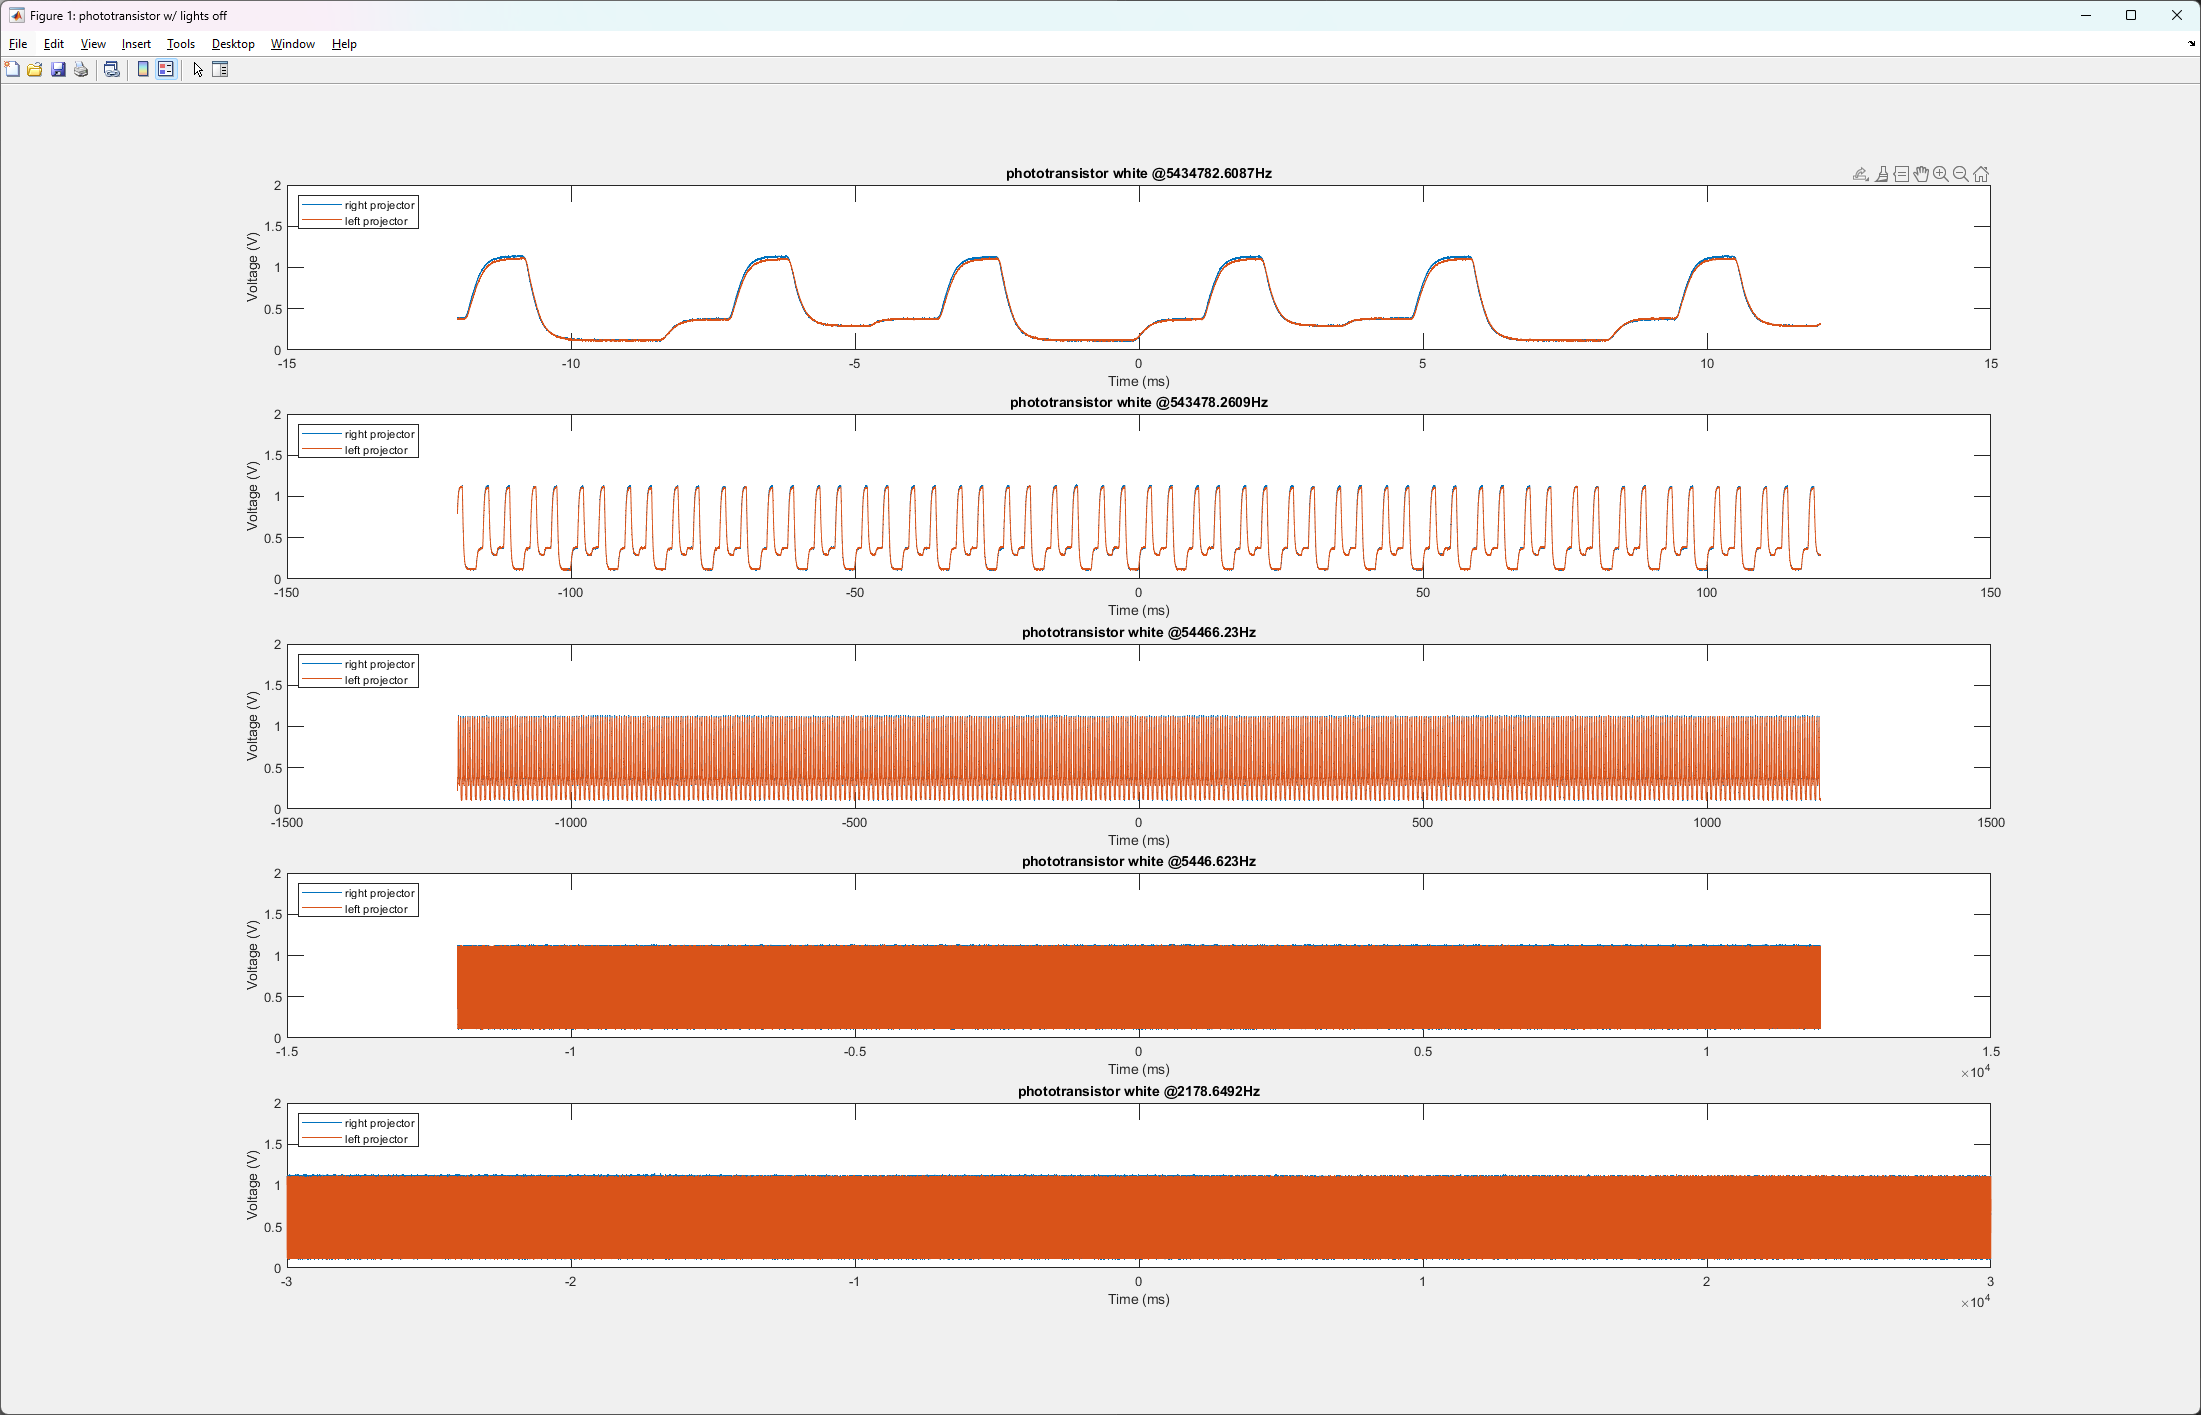 Figure 1: phototransistor w/ lights off
File Edit View Insert Tools Desktop Window Help
phototransistor white @5434782.6087Hz
right projector
left projector
Voltage (V)
2
1.5
1
0.5
0
-15 -10 -5 0 5 10 15
Time (ms)
phototransistor white @543478.2609Hz
right projector
left projector
Voltage (V)
2
1.5
1
0.5
0
-150 -100 -50 0 50 100 150
Time (ms)
phototransistor white @54466.23Hz
right projector
left projector
Voltage (V)
2
1.5
1
0.5
0
-1500 -1000 -500 0 500 1000 1500
Time (ms)
phototransistor white @5446.623Hz
right projector
left projector
Voltage (V)
2
1.5
1
0.5
0
-1.5 -1 -0.5 0 0.5 1 1.5
Time (ms)
×10⁴
phototransistor white @2178.6492Hz
right projector
left projector
Voltage (V)
2
1.5
1
0.5
0
-3 -2 -1 0 1 2 3
Time (ms)
×10⁴